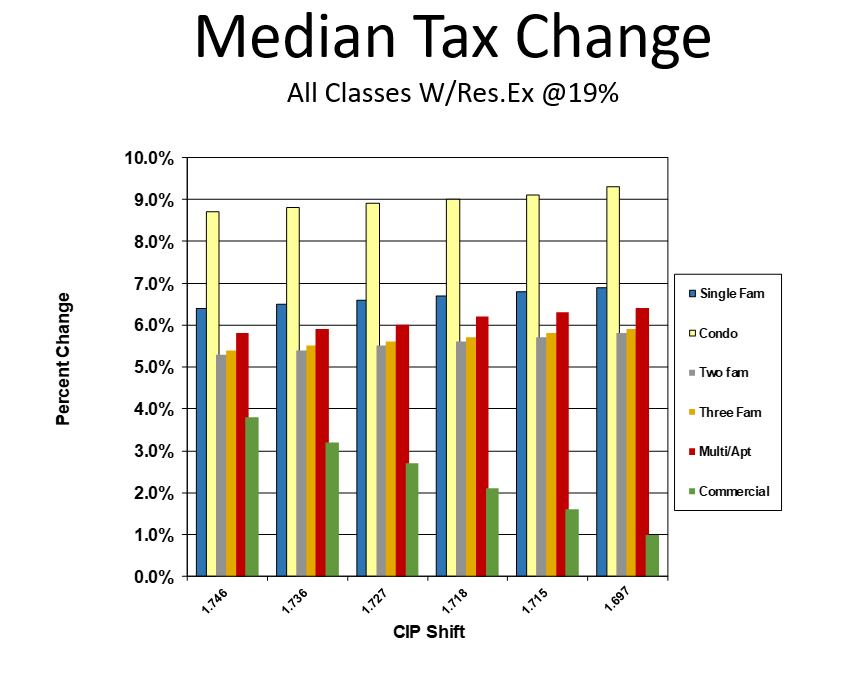 Median Tax Change
All Classes W/Res.Ex @19%
10.0%
9.0%
8.0%
7.0%
6.0%
5.0%
4.0%
3.0%
2.0%
1.0%
0.0%
Percent Change
1.746
1.736
1.727
1.718
1.715
1.697
CIP Shift
Single Fam
Condo
Two fam
Three Fam
Multi/Apt
Commercial